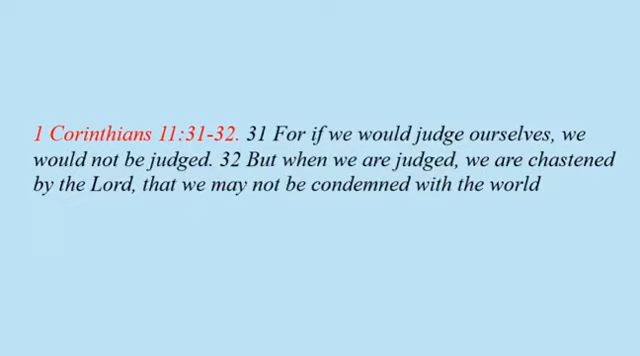 1 Corinthians 11:31-32. 31 For if we would judge ourselves, we
would not be judged. 32 But when we are judged, we are chastened
by the Lord, that we may not be condemned with the world